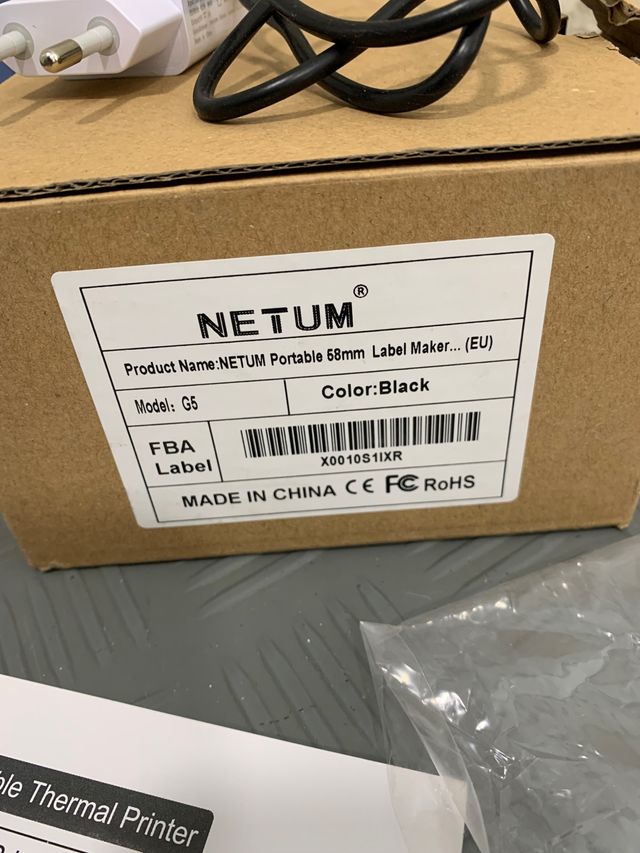 NETUM®
Product Name:NETUM Portable 58mm Label Maker... (EU)
Model: G5
Color:Black
FBA
Label
X0010S1IXR
MADE IN CHINA CE FC RoHS
ble Thermal Printer